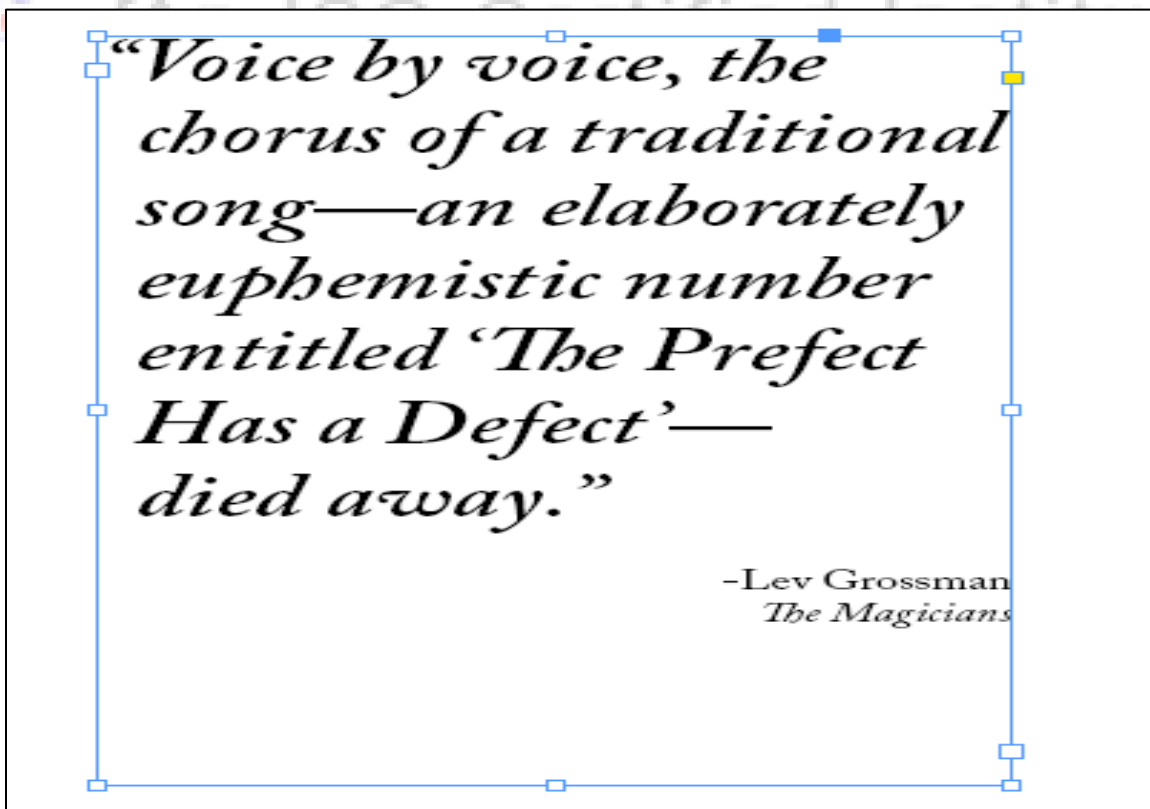 “Voice by voice, the
chorus of a traditional
song—an elaborately
euphemistic number
entitled ‘The Prefect
Has a Defect’—
died away.”
-Lev Grossman
The Magicians